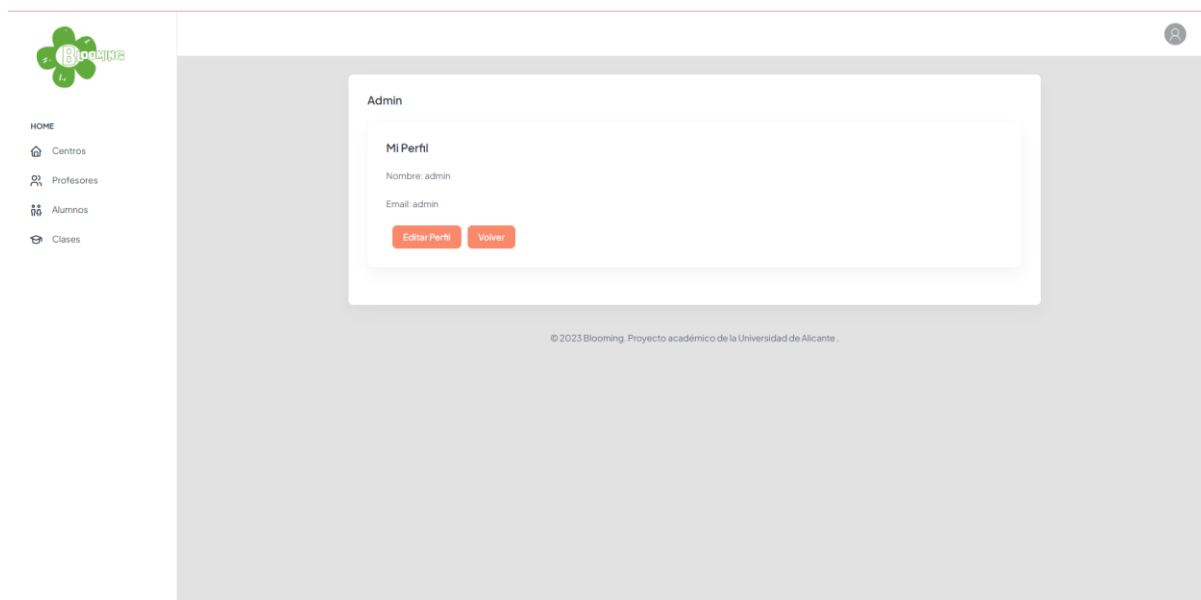 BLOOMING
S. L.
HOME
Centros
Profesores
Alumnos
Clases
Admin
Mi Perfil
Nombre: admin
Email: admin
Editar Perfil
Volver
© 2023 Blooming. Proyecto académico de la Universidad de Alicante .